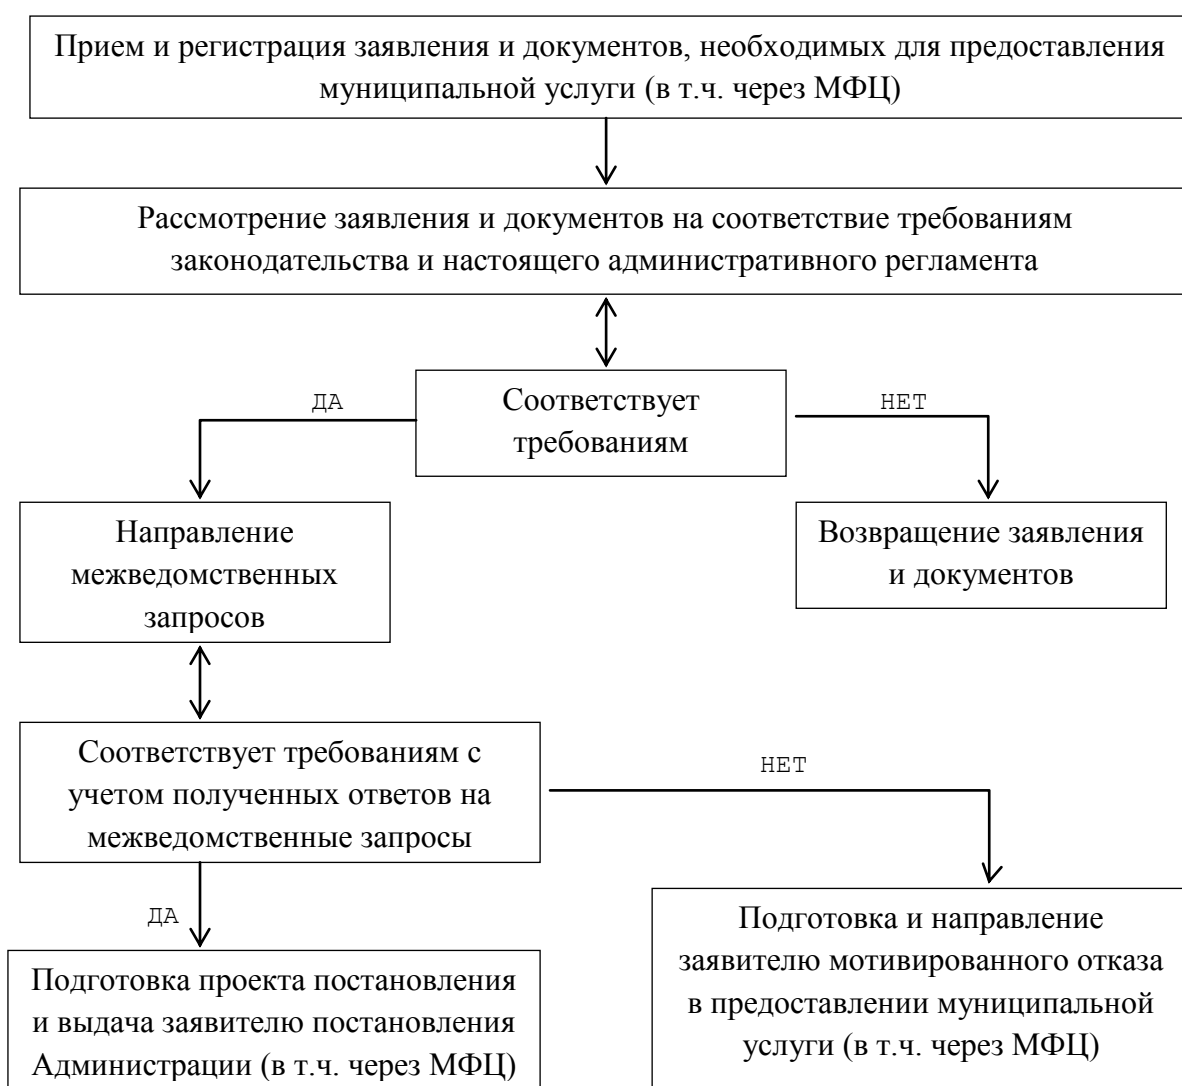 Прием и регистрация заявления и документов, необходимых для предоставления
муниципальной услуги (в т.ч. через МФЦ)
Рассмотрение заявления и документов на соответствие требованиям
законодательства и настоящего административного регламента
Соответствует
требованиям
ДА
НЕТ
Направление
межведомственных
запросов
Возвращение заявления
и документов
Соответствует требованиям с
учетом полученных ответов на
межведомственные запросы
НЕТ
ДА
Подготовка проекта постановления
и выдача заявителю постановления
Администрации (в т.ч. через МФЦ)
Подготовка и направление
заявителю мотивированного отказа
в предоставлении муниципальной
услуги (в т.ч. через МФЦ)